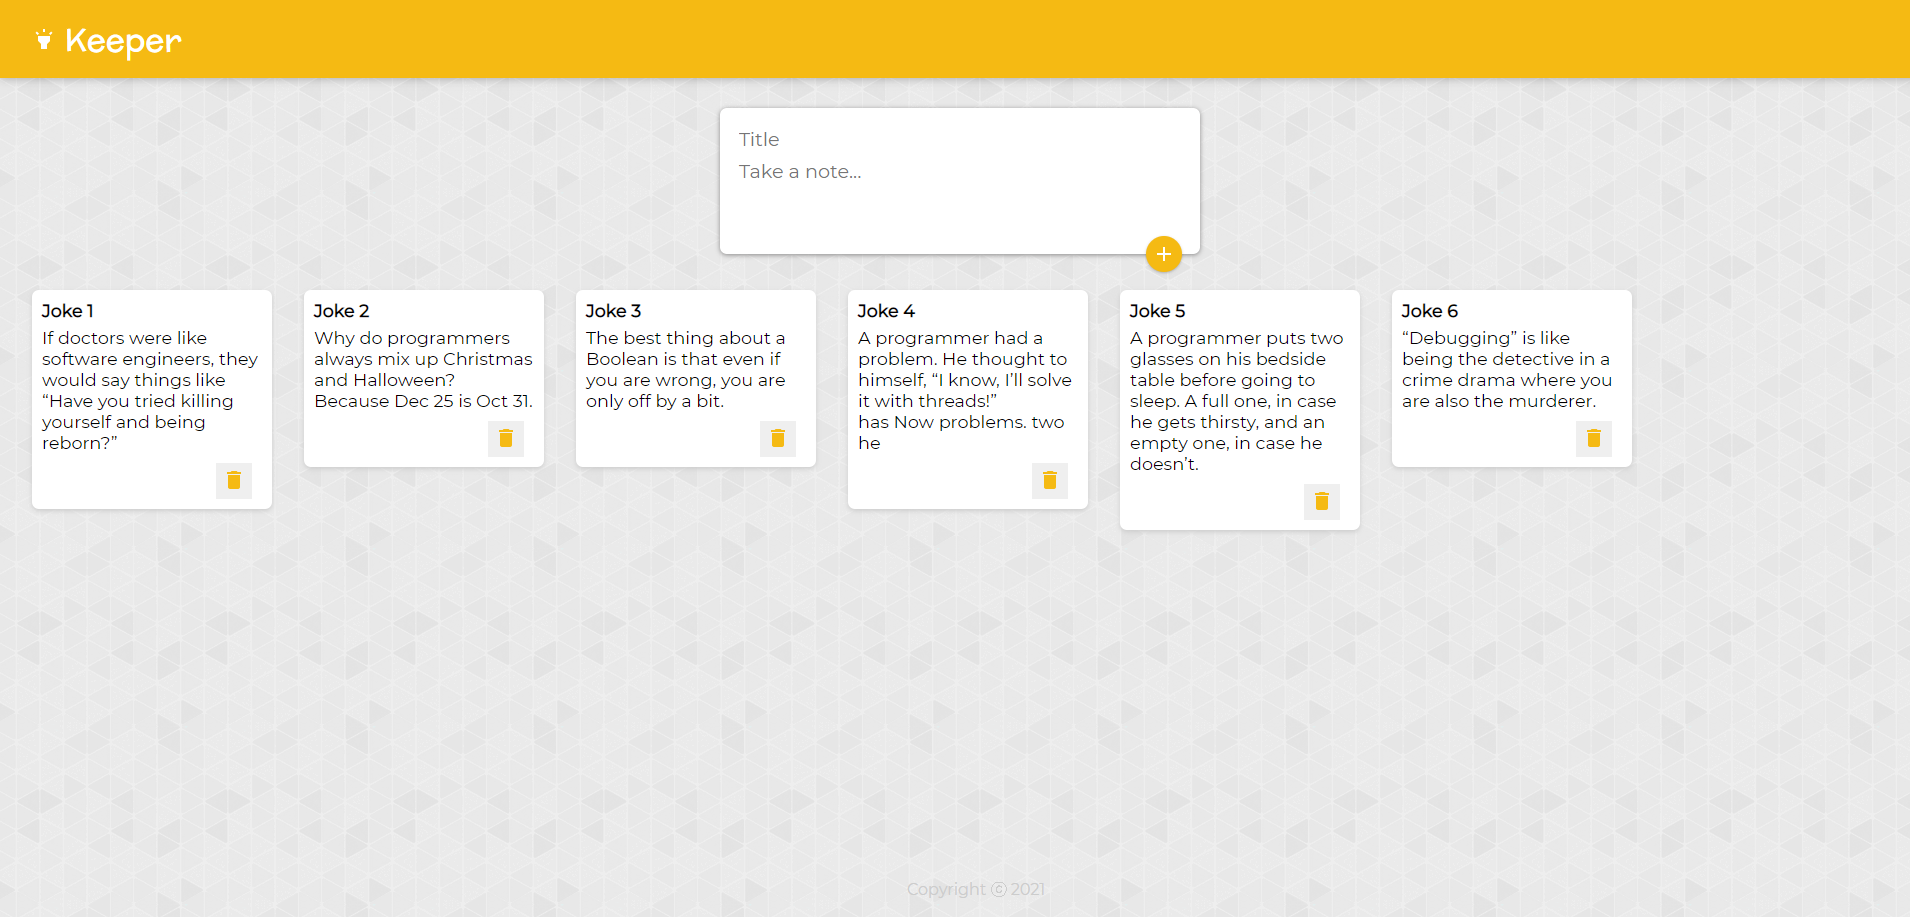 Keeper
Title
Take a note...
Joke 1
If doctors were like
software engineers, they
would say things like
“Have you tried killing
yourself and being
reborn?”
Joke 2
Why do programmers
always mix up Christmas
and Halloween?
Because Dec 25 is Oct 31.
Joke 3
The best thing about a
Boolean is that even if
you are wrong, you are
only off by a bit.
Joke 4
A programmer had a
problem. He thought to
himself, “I know, I’ll solve
it with threads!”
has Now problems. two
he
Joke 5
A programmer puts two
glasses on his bedside
table before going to
sleep. A full one, in case
he gets thirsty, and an
empty one, in case he
doesn’t.
Joke 6
“Debugging” is like
being the detective in a
crime drama where you
are also the murderer.
Copyright ⓒ 2021